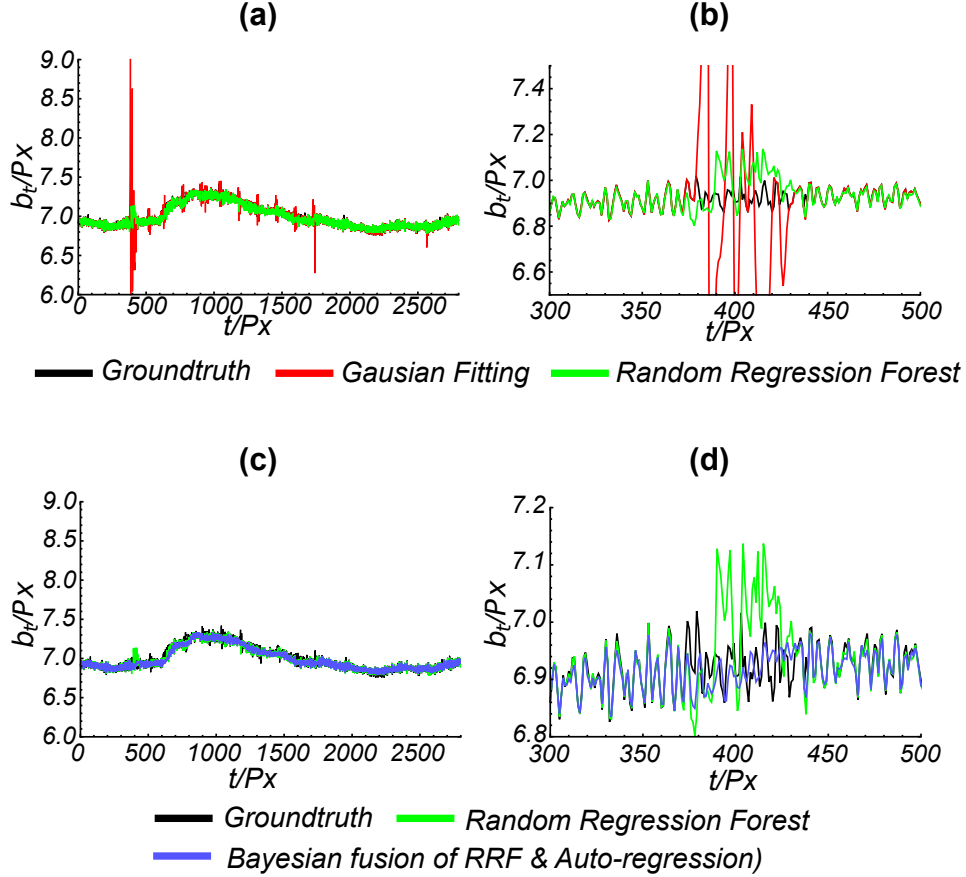 (a)
(b)
9.0
8.5
8.0
7.5
7.0
6.5
6.0
bt/Px
0 500 1000 1500 2000 2500
t/Px
7.4
7.2
7.0
6.8
6.6
bt/Px
300 350 400 450 500
t/Px
Groundtruth Gausian Fitting Random Regression Forest
(c)
(d)
9.0
8.5
8.0
7.5
7.0
6.5
6.0
bt/Px
0 500 1000 1500 2000 2500
t/Px
7.2
7.1
7.0
6.9
6.8
bt/Px
300 350 400 450 500
t/Px
Groundtruth Random Regression Forest
Bayesian fusion of RRF & Auto-regression)